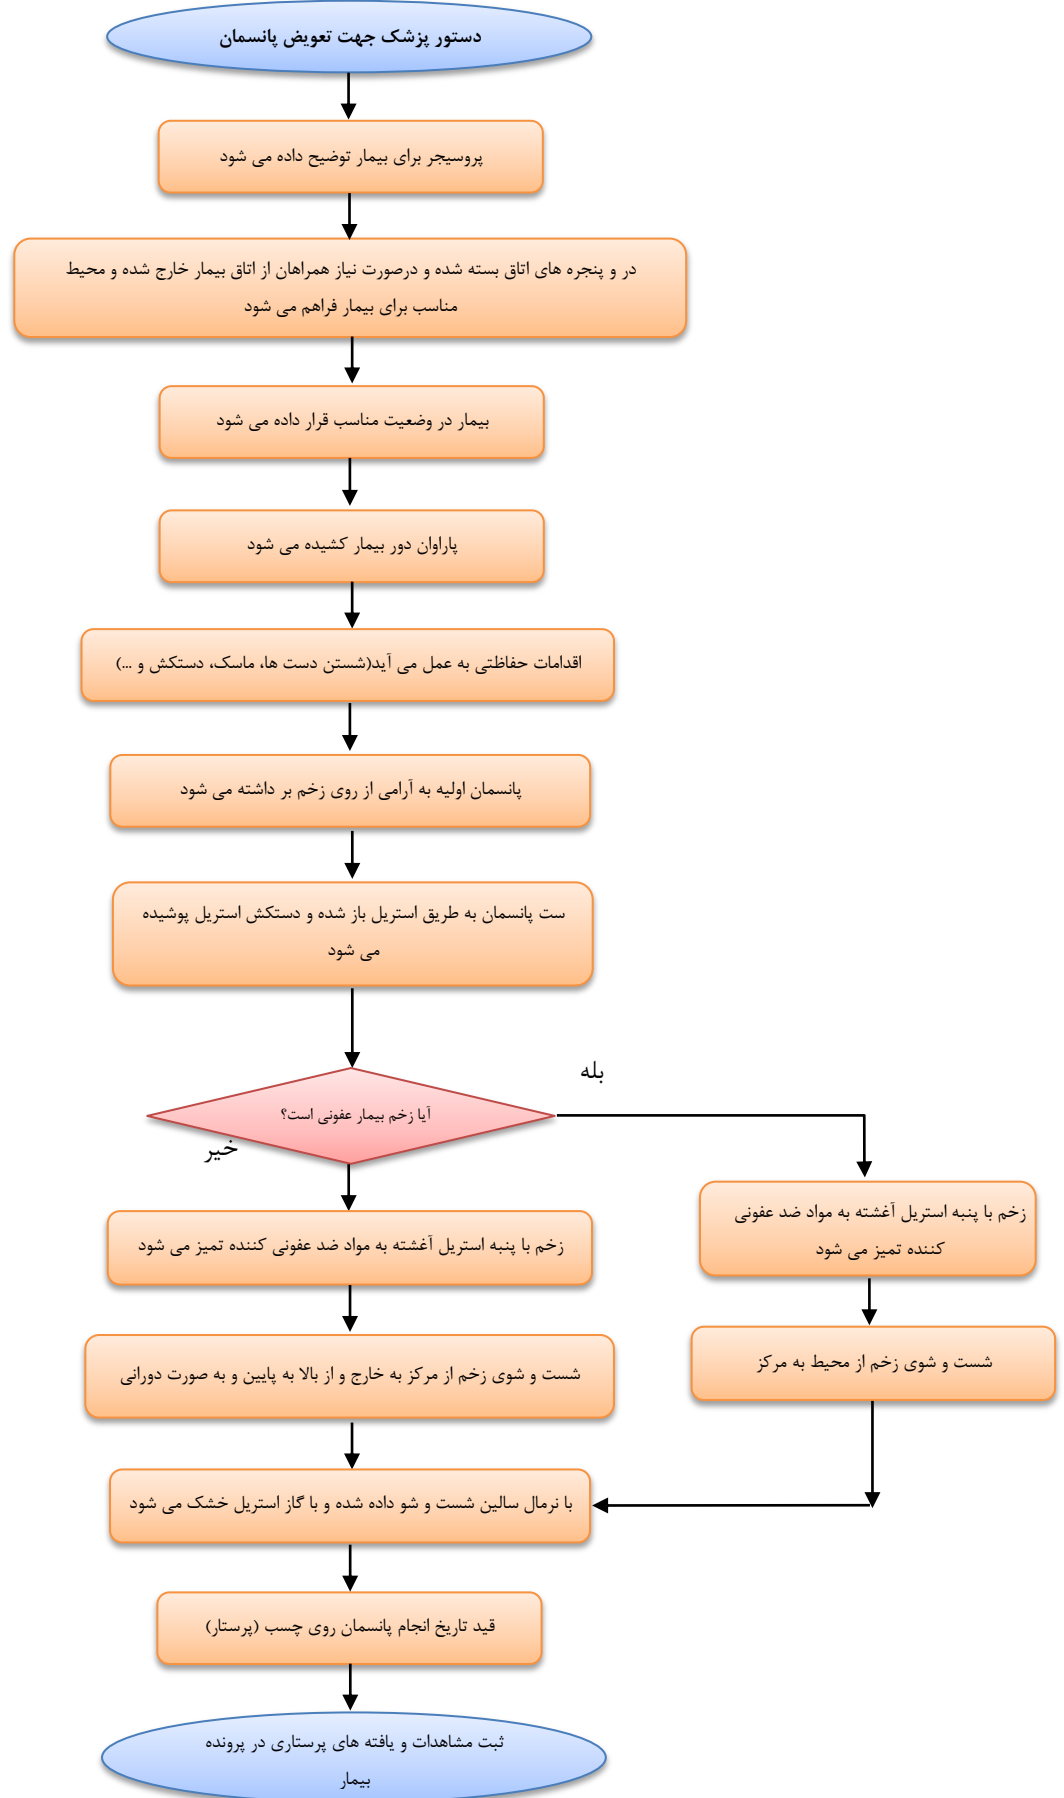 دستور پزشک جهت تعویض پانسمان
پروسیجر برای بیمار توضیح داده می شود
در و پنجره های اتاق بسته شده و درصورت نیاز همراهان از اتاق بیمار خارج شده و محیط
مناسب برای بیمار فراهم می شود
بیمار در وضعیت مناسب قرار داده می شود
پاراوان دور بیمار کشیده می شود
اقدامات حفاظتی به عمل می آید(شستن دست ها، ماسک، دستکش و ...)
پانسمان اولیه به آرامی از روی زخم بر داشته می شود
ست پانسمان به طریق استریل باز شده و دستکش استریل پوشیده
می شود
بله
آیا زخم بیمار عفونی است؟
خیر
زخم با پنبه استریل آغشته به مواد ضد عفونی
کننده تمیز می شود
زخم با پنبه استریل آغشته به مواد ضد عفونی کننده تمیز می شود
شست و شوی زخم از محیط به مرکز
شست و شوی زخم از مرکز به خارج و از بالا به پایین و به صورت دورانی
با نرمال سالین شست و شو داده شده و با گاز استریل خشک می شود
قید تاریخ انجام پانسمان روی چسب (پرستار)
ثبت مشاهدات و یافته های پرستاری در پرونده
بیمار